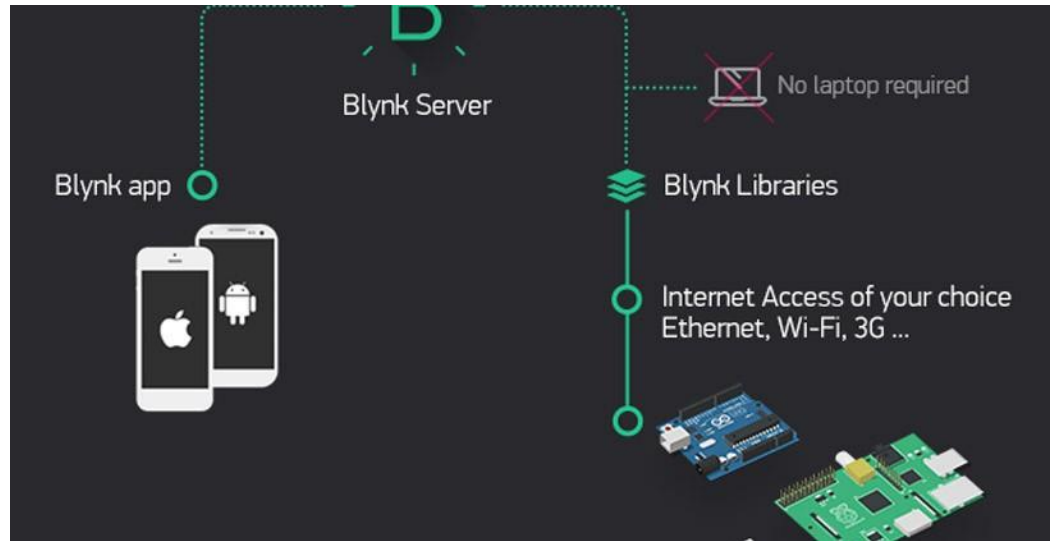 B
Blynk Server
No laptop required
Blynk app
Blynk Libraries
Internet Access of your choice
Ethernet, Wi-Fi, 3G ...